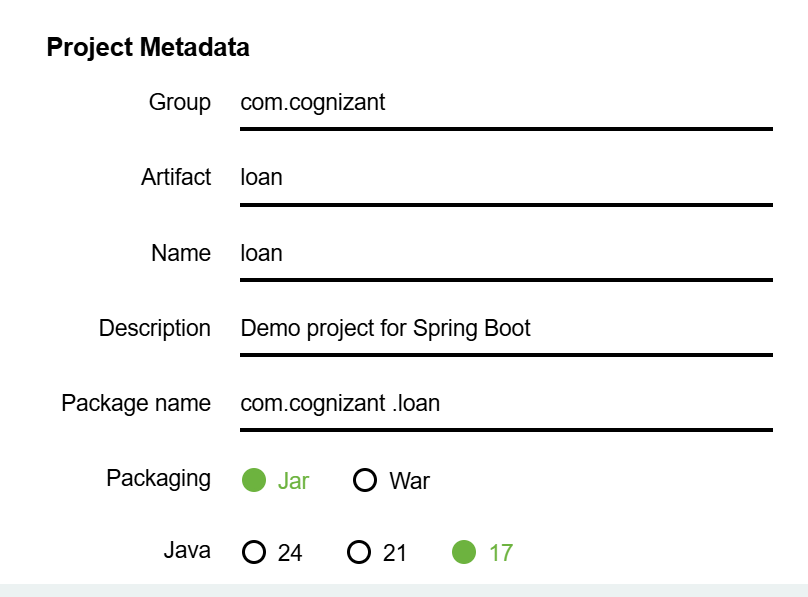 Project Metadata
Group com.cognizant
Artifact loan
Name loan
Description Demo project for Spring Boot
Package name com.cognizant .loan
Packaging Jar War
Java 24 21 17